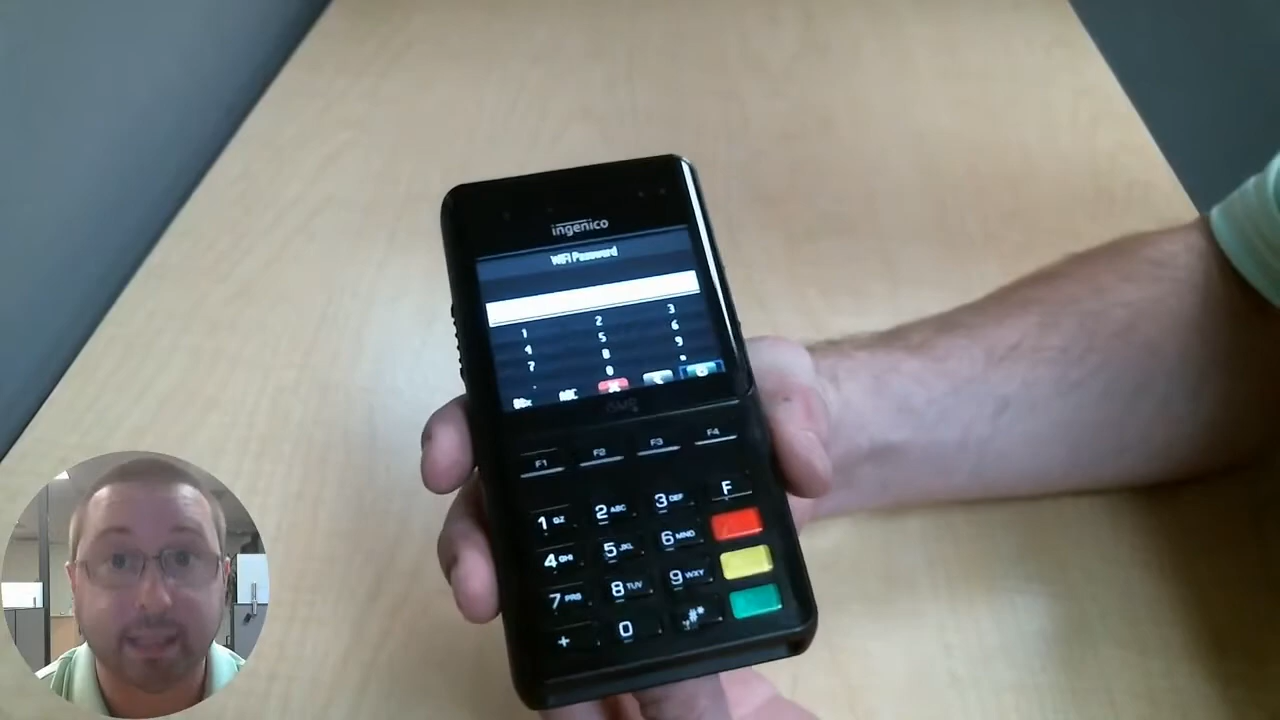 ingenico
WiFi Password
1 2 3
4 5 6
7 8 9
. 0
ABC
F1 F2 F3 F4
1 QZ 2 ABC 3 DEF F
4 GHI 5 JKL 6 MNO
7 PRS 8 TUV 9 WXY
+ 0 #*